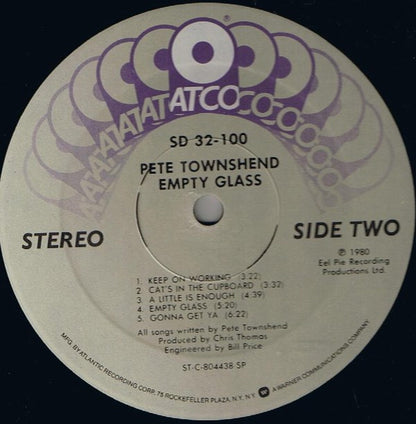 ATCO
®
SD 32-100
PETE TOWNSHEND
EMPTY GLASS
STEREO
SIDE TWO
℗ 1980
Eel Pie Recording
Productions Ltd.
1. KEEP ON WORKING (3:22)
2. CAT'S IN THE CUPBOARD (3:32)
3. A LITTLE IS ENOUGH (4:39)
4. EMPTY GLASS (5:20)
5. GONNA GET YA (6:22)
All songs written by Pete Townshend
Produced by Chris Thomas
Engineered by Bill Price
ST-C-804438 SP
MFG. BY ATLANTIC RECORDING CORP. 75 ROCKEFELLER PLAZA, N.Y. N.Y. A WARNER COMMUNICATIONS COMPANY